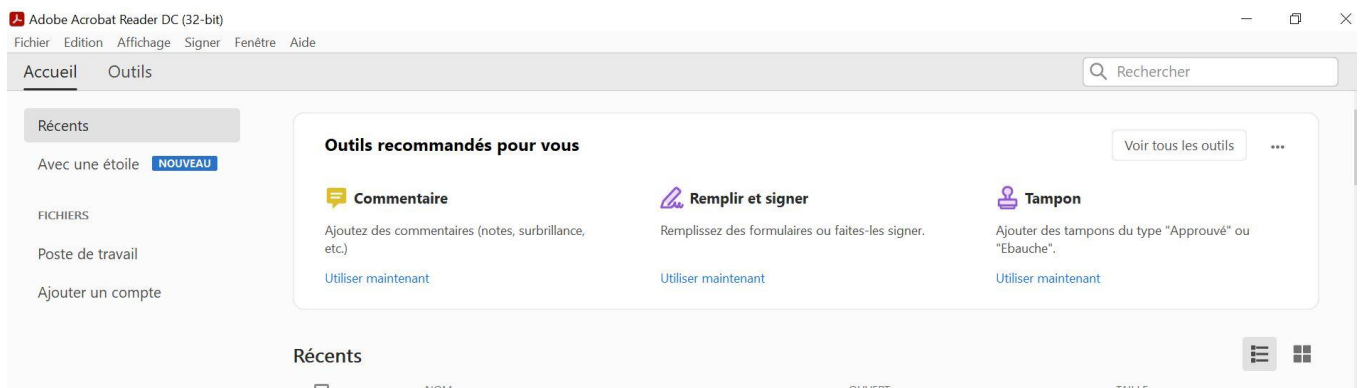 Adobe Acrobat Reader DC (32-bit)
Fichier Edition Affichage Signer Fenêtre Aide
Accueil Outils
Rechercher
Récents
Avec une étoile NOUVEAU
FICHIERS
Poste de travail
Ajouter un compte
Outils recommandés pour vous
Voir tous les outils
Commentaire
Ajoutez des commentaires (notes, surbrillance,
etc.)
Utiliser maintenant
Remplir et signer
Remplissez des formulaires ou faites-les signer.
Utiliser maintenant
Tampon
Ajouter des tampons du type "Approuvé" ou
"Ebauche".
Utiliser maintenant
Récents